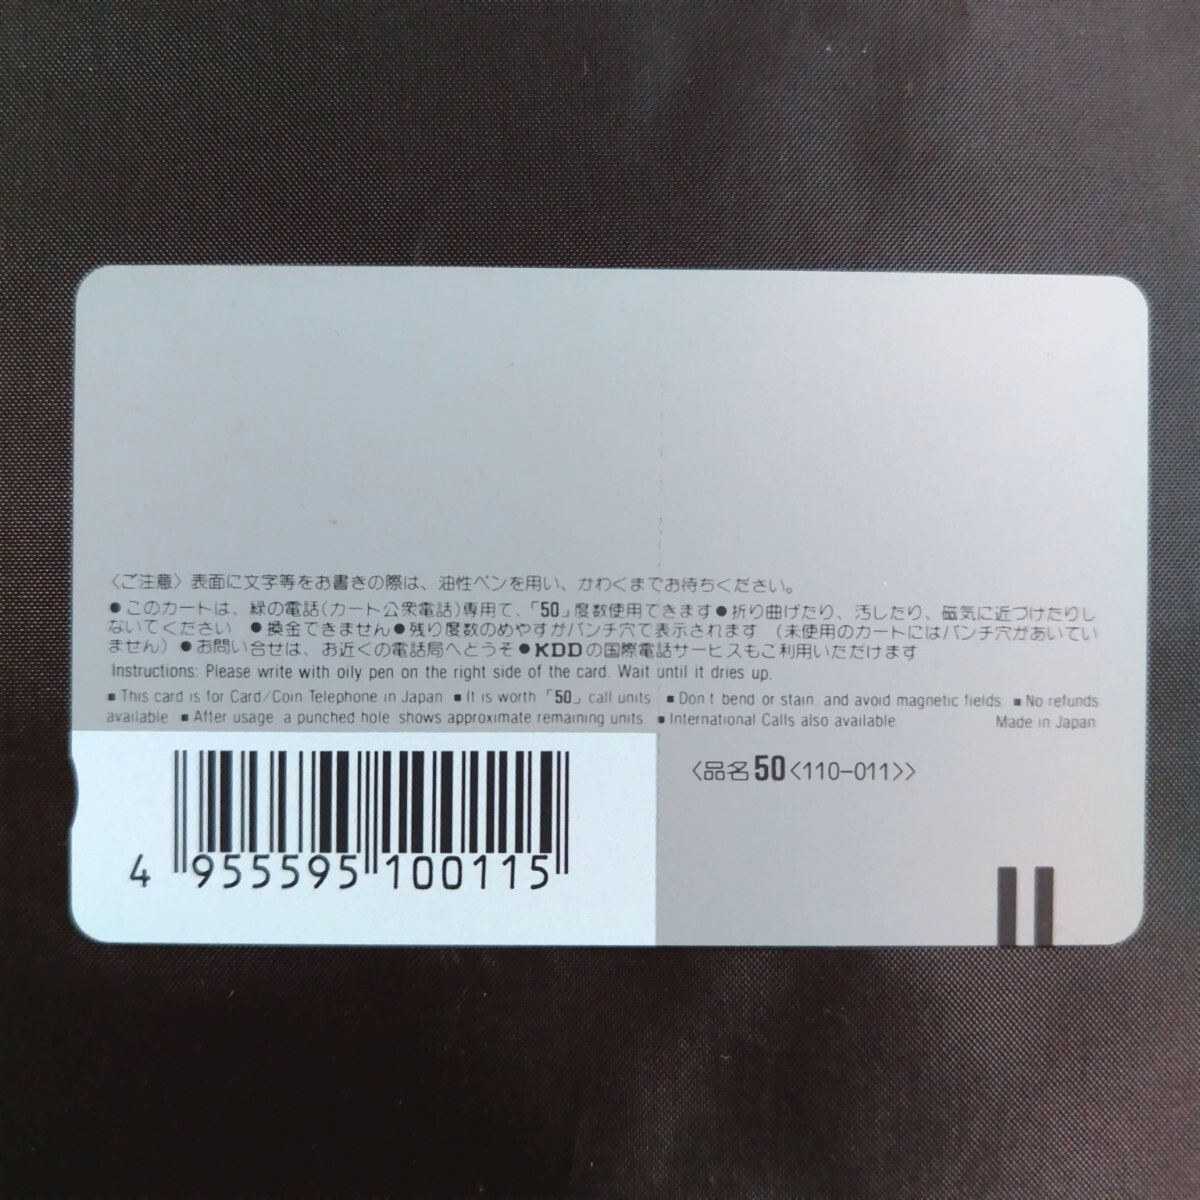 〈ご注意〉表面に文字等をお書きの際は、油性ペンを用い、かわくまでお待ちください。
●このカードは、緑の電話(カード公衆電話)専用で、「50」度数使用できます●折り曲げたり、汚したり、磁気に近づけたりし
ないでください ●換金できません●残り度数のめやすがパンチ穴で表示されます (未使用のカードにはパンチ穴があいてい
ません)●お問い合せは、お近くの電話局へどうぞ●KDDの国際電話サービスもご利用いただけます
Instructions: Please write with oily pen on the right side of the card. Wait until it dries up.
■This card is for Card/Coin Telephone in Japan ■It is worth「50」call units ■Don't bend or stain, and avoid magnetic fields ■No refunds
available ■After usage a punched hole shows approximate remaining units ■International Calls also available Made in Japan
〈品名50〈110-011〉〉
4 955595 100115